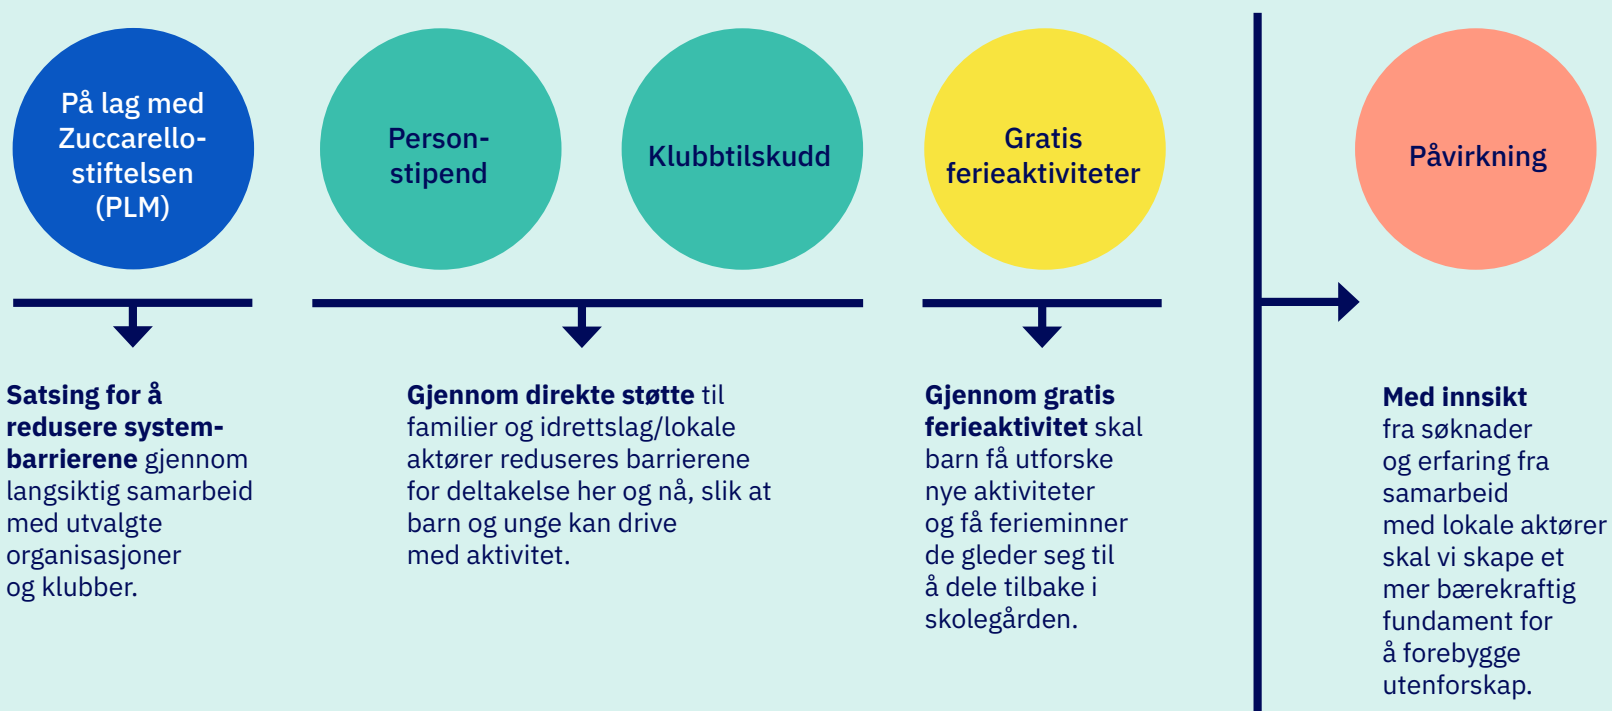 På lag med
Zuccarello-
stiftelsen
(PLM)
Person-
stipend
Klubbtilskudd
Gratis
ferieaktiviteter
Påvirkning
Satsing for å
redusere system-
barrierene gjennom
langsiktig samarbeid
med utvalgte
organisasjoner
og klubber.
Gjennom direkte støtte til
familier og idrettslag/lokale
aktører reduseres barrierene
for deltakelse her og nå, slik at
barn og unge kan drive
med aktivitet.
Gjennom gratis
ferieaktivitet skal
barn få utforske
nye aktiviteter
og få ferieminner
de gleder seg til
å dele tilbake i
skolegården.
Med innsikt
fra søknader
og erfaring fra
samarbeid
med lokale aktører
skal vi skape et
mer bærekraftig
fundament for
å forebygge
utenforskap.